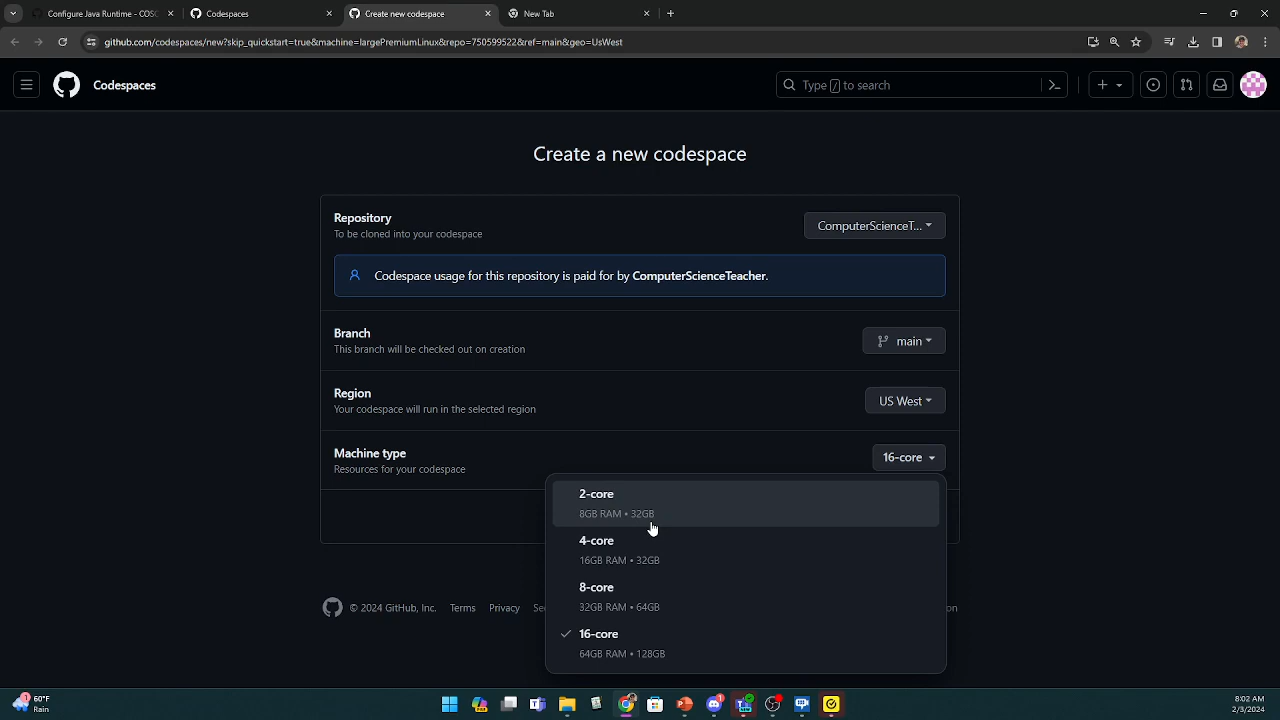 Configure Java Runtime - COSC
Codespaces
Create new codespace
New Tab
github.com/codespaces/new?skip_quickstart=true&machine=largePremiumLinux&repo=750599522&ref=main&geo=UsWest
Codespaces
Type / to search
Create a new codespace
Repository
To be cloned into your codespace
ComputerScienceT...
Codespace usage for this repository is paid for by ComputerScienceTeacher.
Branch
This branch will be checked out on creation
main
Region
Your codespace will run in the selected region
US West
Machine type
Resources for your codespace
16-core
2-core
8GB RAM • 32GB
4-core
16GB RAM • 32GB
8-core
32GB RAM • 64GB
16-core
64GB RAM • 128GB
© 2024 GitHub, Inc. Terms Privacy
60°F
Rain
8:02 AM
2/3/2024